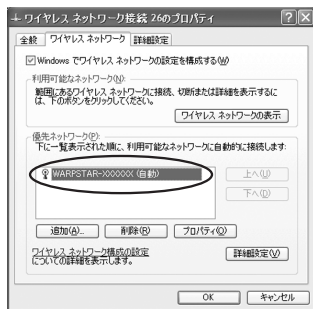 ワイヤレス ネットワーク接続 26のプロパティ
全般 ワイヤレス ネットワーク 詳細設定
Windows でワイヤレス ネットワークの設定を構成する(W)
利用可能なネットワーク(N):
範囲にあるワイヤレス ネットワークに接続、切断または詳細を表示するに
は、下のボタンをクリックしてください。
ワイヤレス ネットワークの表示
優先ネットワーク(P):
下に一覧表示された順に、利用可能なネットワークに自動的に接続します:
WARPSTAR-XXXXXX (自動)
上へ(U)
下へ(D)
追加(A)... 削除(R) プロパティ(O)
ワイヤレス ネットワーク構成の設定
についての詳細を表示します。
詳細設定(V)
OK キャンセル